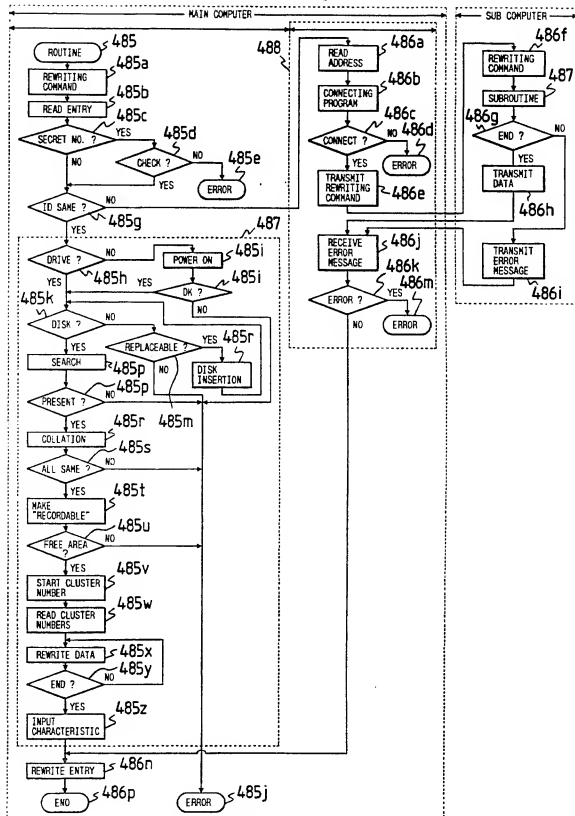 MAIN COMPUTER
SUB COMPUTER
ROUTINE
485
REWRITING
COMMAND
485a
READ ENTRY
485b
485c
SECRET NO. ?
YES
NO
485d
CHECK ?
NO
YES
485e
ERROR
ID SAME ?
NO
485g
YES
488
READ
ADDRESS
486a
CONNECTING
PROGRAM
486b
486c
CONNECT ?
NO
486d
YES
ERROR
TRANSMIT
REWRITING
COMMAND
486e
RECEIVE
ERROR
MESSAGE
486j
486k
ERROR ?
YES
486m
ERROR
NO
486f
REWRITING
COMMAND
SUBROUTINE
487
486g
END ?
NO
YES
TRANSMIT
DATA
486h
TRANSMIT
ERROR
MESSAGE
486i
487
DRIVE ?
NO
485h
YES
POWER ON
485i
YES
OK ?
485i
NO
485k
DISK ?
NO
YES
REPLACEABLE ?
YES
485r
NO
485m
DISK
INSERTION
SEARCH
485p
485p
PRESENT ?
NO
YES
COLLATION
485r
485s
ALL SAME ?
NO
YES
MAKE
"RECORDABLE"
485t
485u
FREE AREA
?
NO
YES
START CLUSTER
NUMBER
485v
READ CLUSTER
NUMBERS
485w
REWRITE DATA
485x
485y
END ?
NO
YES
INPUT
CHARACTERISTIC
485z
REWRITE ENTRY
486n
END
486p
ERROR
485j